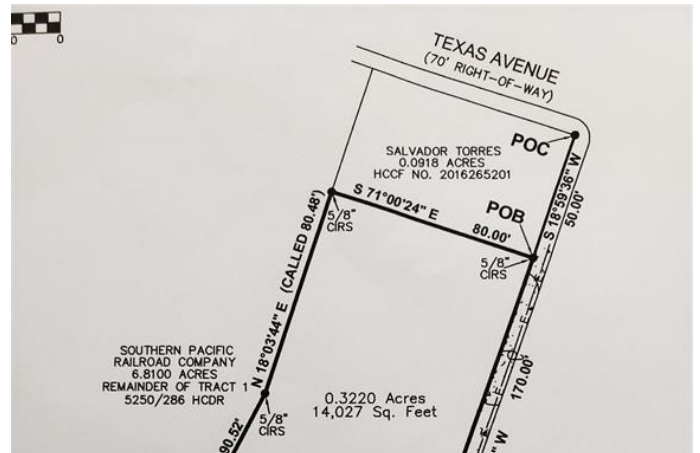 0 0
TEXAS AVENUE
(70' RIGHT-OF-WAY)
POC
SALVADOR TORRES
0.0918 ACRES
HCCF NO. 2016265201
S 18°59'36" W
50.00'
S 71°00'24" E
80.00'
POB
5/8"
CIRS
5/8"
CIRS
N 18°03'44" E (CALLED 80.48')
SOUTHERN PACIFIC
RAILROAD COMPANY
6.8100 ACRES
REMAINDER OF TRACT 1
5250/286 HCDR
0.3220 Acres
14,027 Sq. Feet
5/8"
CIRS
90.52'
170.00'
" W